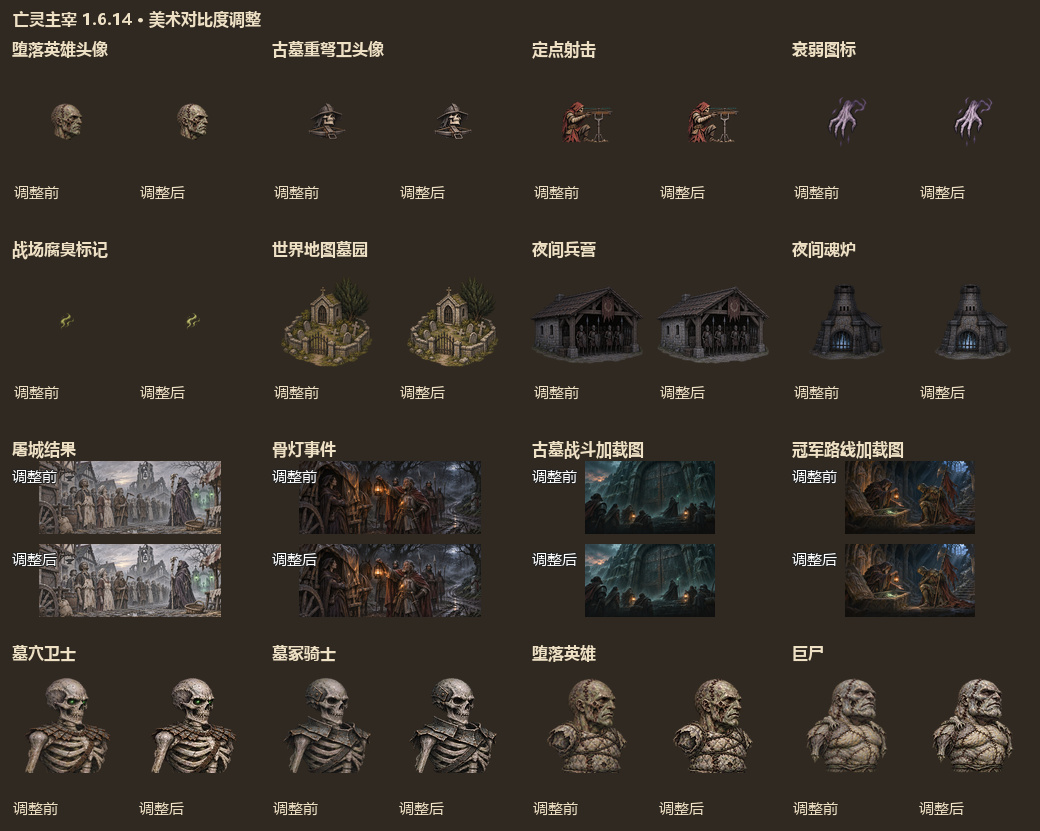 亡灵主宰 1.6.14 • 美术对比度调整
堕落英雄头像 古墓重弩卫头像 定点射击 衰弱图标
调整前 调整后 调整前 调整后 调整前 调整后 调整前 调整后
战场腐臭标记 世界地图墓园 夜间兵营 夜间魂炉
调整前 调整后 调整前 调整后 调整前 调整后 调整前 调整后
屠城结果 骨灯事件 古墓战斗加载图 冠军路线加载图
调整前 调整前 调整前 调整前
调整后 调整后 调整后 调整后
墓穴卫士 墓冢骑士 堕落英雄 巨尸
调整前 调整后 调整前 调整后 调整前 调整后 调整前 调整后